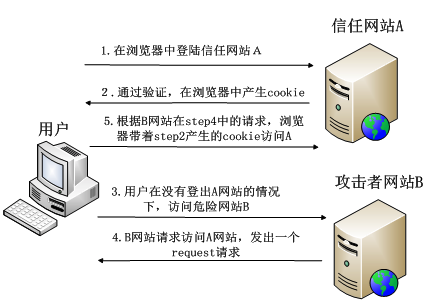 信任网站A
1.在浏览器中登陆信任网站A
2.通过验证，在浏览器中产生cookie
用户
5.根据B网站在step4中的请求，浏览
器带着step2产生的cookie访问A
攻击者网站B
3.用户在没有登出A网站的情况
下，访问危险网站B
4.B网站请求访问A网站，发出一个
request请求